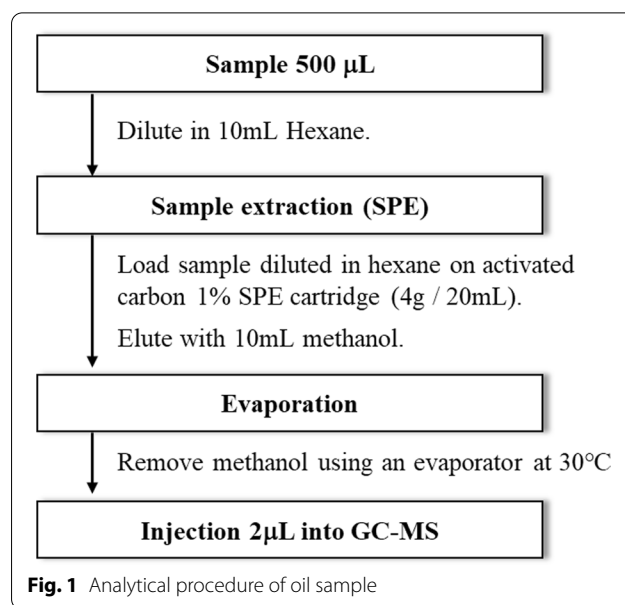 Sample 500 μL
Dilute in 10mL Hexane.
Sample extraction (SPE)
Load sample diluted in hexane on activated
carbon 1% SPE cartridge (4g / 20mL).
Elute with 10mL methanol.
Evaporation
Remove methanol using an evaporator at 30°C
Injection 2μL into GC-MS
Fig. 1 Analytical procedure of oil sample